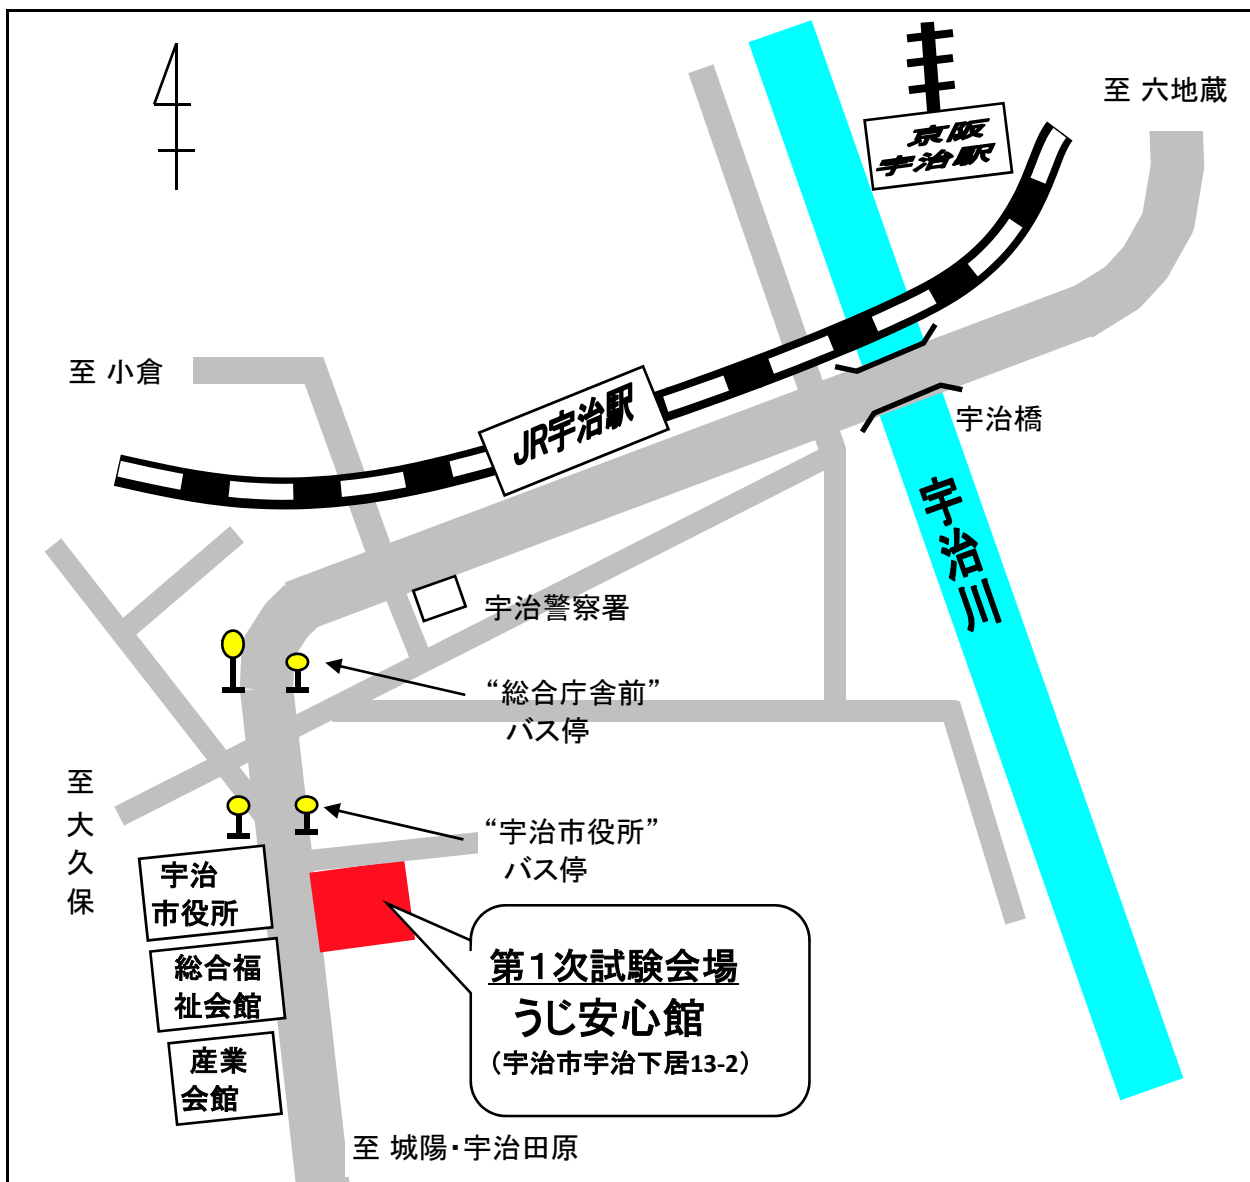 至 六地蔵
京阪
宇治駅
至 小倉
JR宇治駅
宇治橋
宇治川
宇治警察署
“総合庁舎前”
バス停
至大久保
“宇治市役所”
バス停
宇治
市役所
総合福
祉会館
産業
会館
第1次試験会場
うじ安心館
（宇治市宇治下居13-2）
至 城陽・宇治田原